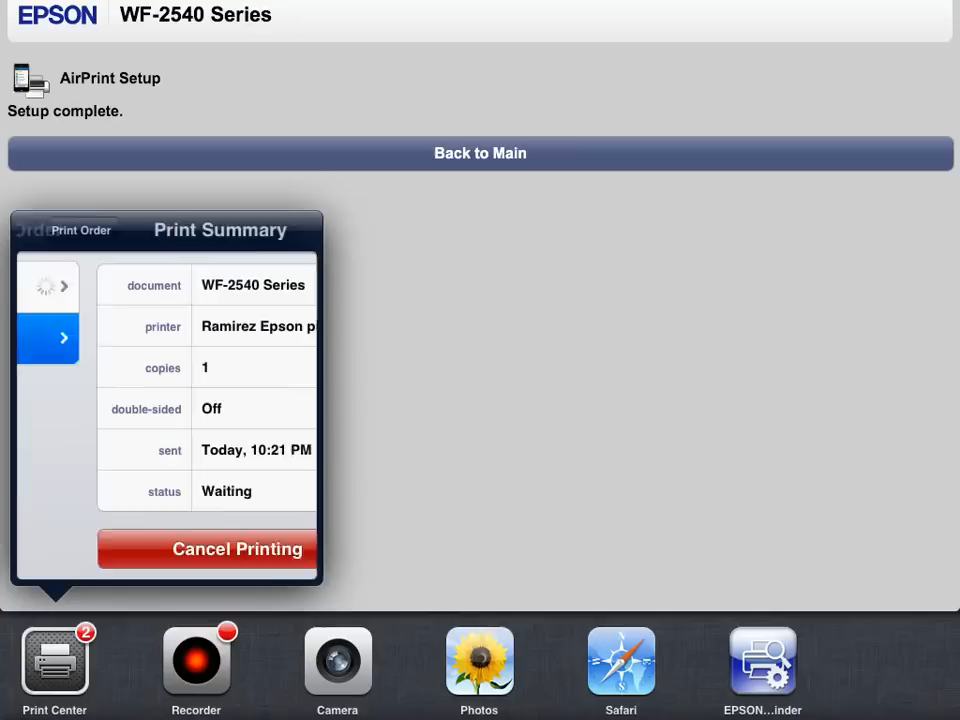 EPSON WF-2540 Series
AirPrint Setup
Setup complete.
Back to Main
Print Order Print Summary
document WF-2540 Series
printer Ramirez Epson
copies 1
double-sided Off
sent Today, 10:21 PM
status Waiting
Cancel Printing
2
Print Center Recorder Camera Photos Safari EPSON...inder